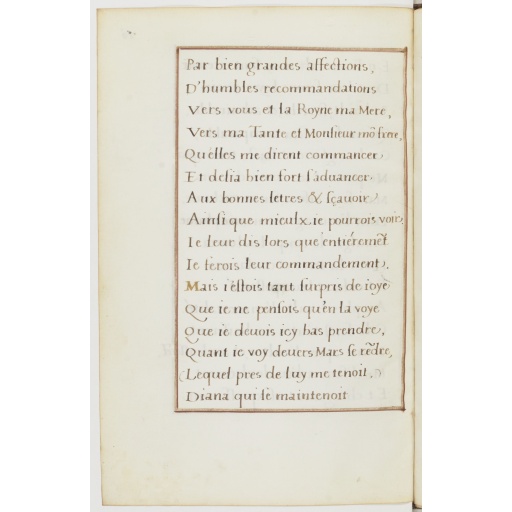 Par bien grandes affections,
D'humbles recommandations
Vers vous et la Royne ma Mere,
Vers ma Tante et Monsieur mō frere,
Qu'elles me dirent commancer
Et desia bien fort s'aduancer
Aux bonnes letres & sçauoir,
Ainsi que mieulx ie pourrois voir.
Ie leur dis lors que entieremēt
Ie ferois leur commandement,
Mais i'estois tant surpris de ioye
Que ie ne pensois qu'en la voye
Que ie deuois icy bas prendre,
Quant ie voy deuers Mars se rēdre,
(Lequel pres de luy me tenoit,)
Diana qui se maintenoit